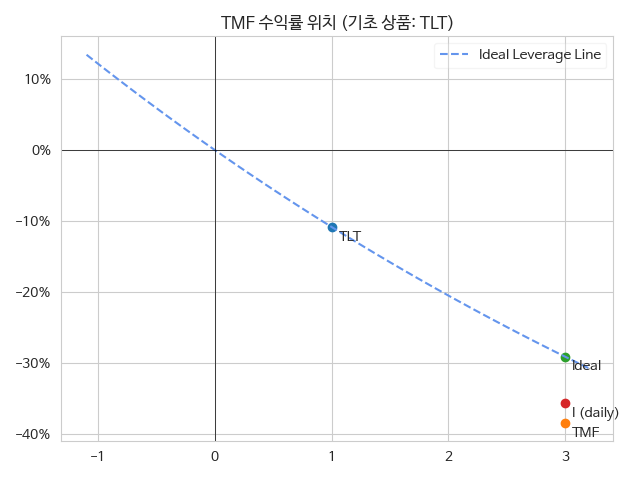 TMF 수익률 위치 (기초 상품: TLT)
Ideal Leverage Line
10%
0%
−10%
−20%
−30%
−40%
TLT
Ideal
I (daily)
TMF
−1
0
1
2
3